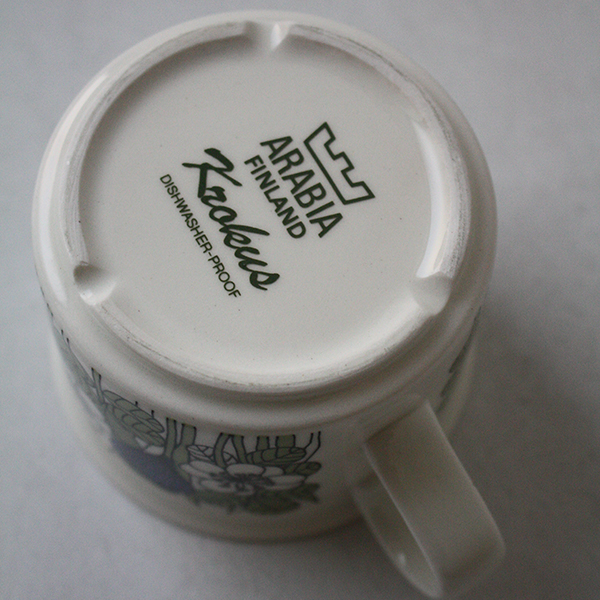 ARABIA
FINLAND
Krokus
DISHWASHER-PROOF